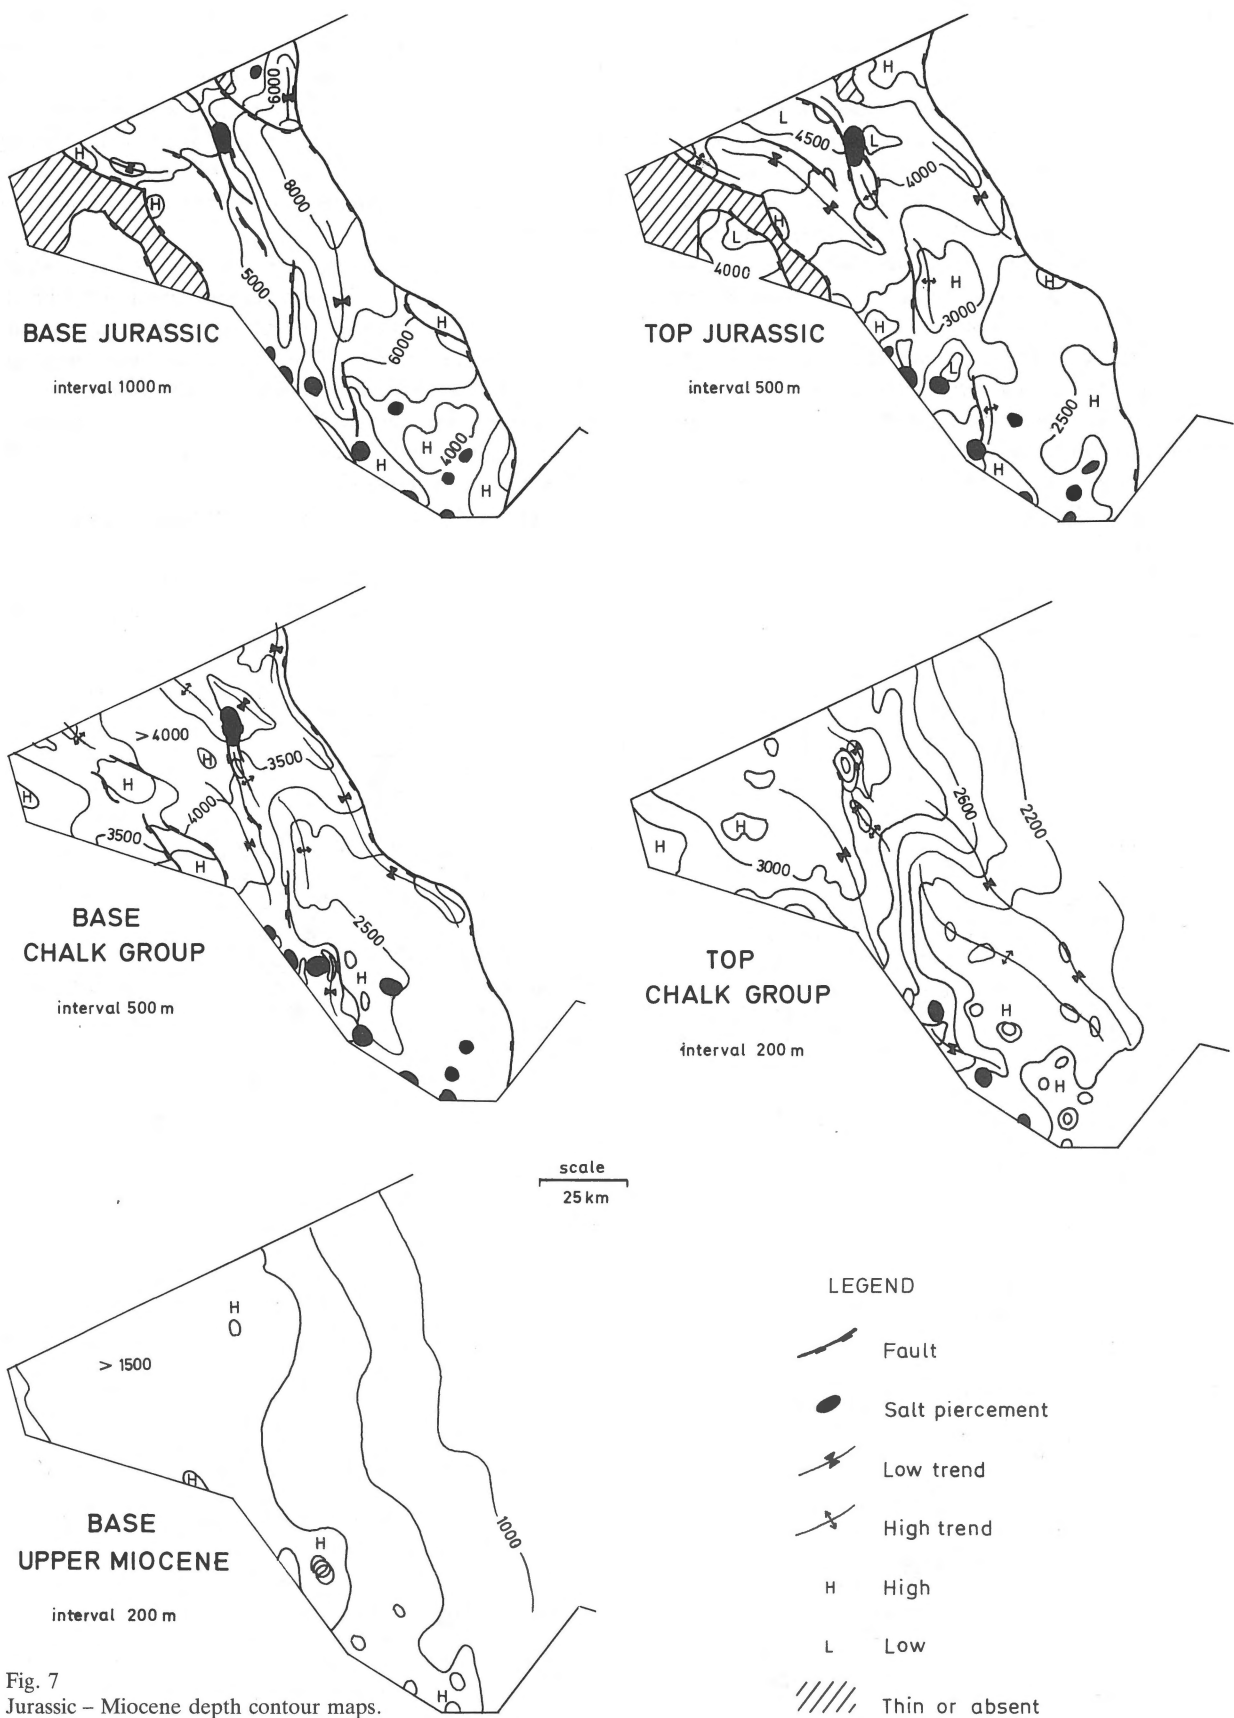 6000
H
8000
H
5000
H
6000
H
4000
H
H
BASE JURASSIC
interval 1000 m
H
L
4500
L
4000
H
L
4000
H
H
3000
H
L
H
2500
H
TOP JURASSIC
interval 500 m
> 4000
H
H
3500
H
H
4000
3500
H
2500
H
BASE
CHALK GROUP
interval 500 m
2600
2200
H
H
3000
H
H
TOP
CHALK GROUP
interval 200 m
scale
25 km
H
> 1500
H
1000
H
H
BASE
UPPER MIOCENE
interval 200 m
LEGEND
Fault
Salt piercement
Low trend
High trend
H High
L Low
Thin or absent
Fig. 7
Jurassic – Miocene depth contour maps.